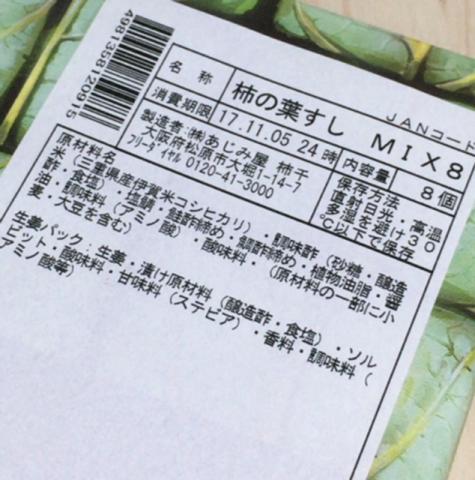 4981358120915
JANコード
名称 柿の葉すし MIX8
消費期限 17.11.05 24時
内容量 8個
製造者 ㈱あじみ屋 柿千
大阪府松原市大堀1-14-7
フリーダイヤル 0120-41-3000
保存方法
直射日光・高温
多湿を避け30
℃以下で保存
原材料名
米(三重県産伊賀米コシヒカリ)・調味酢(砂糖・醸造
酢・食塩)・塩鯖・鮭酢締め・鯛酢締め・植物油脂・醤
油・調味料(アミノ酸)・酸味料・(原材料の一部に小
麦・大豆を含む)
生姜パック:生姜・漬け原材料(醸造酢・食塩)・ソル
ビット・酸味料・甘味料(ステビア)・香料・調味料(
アミノ酸等)